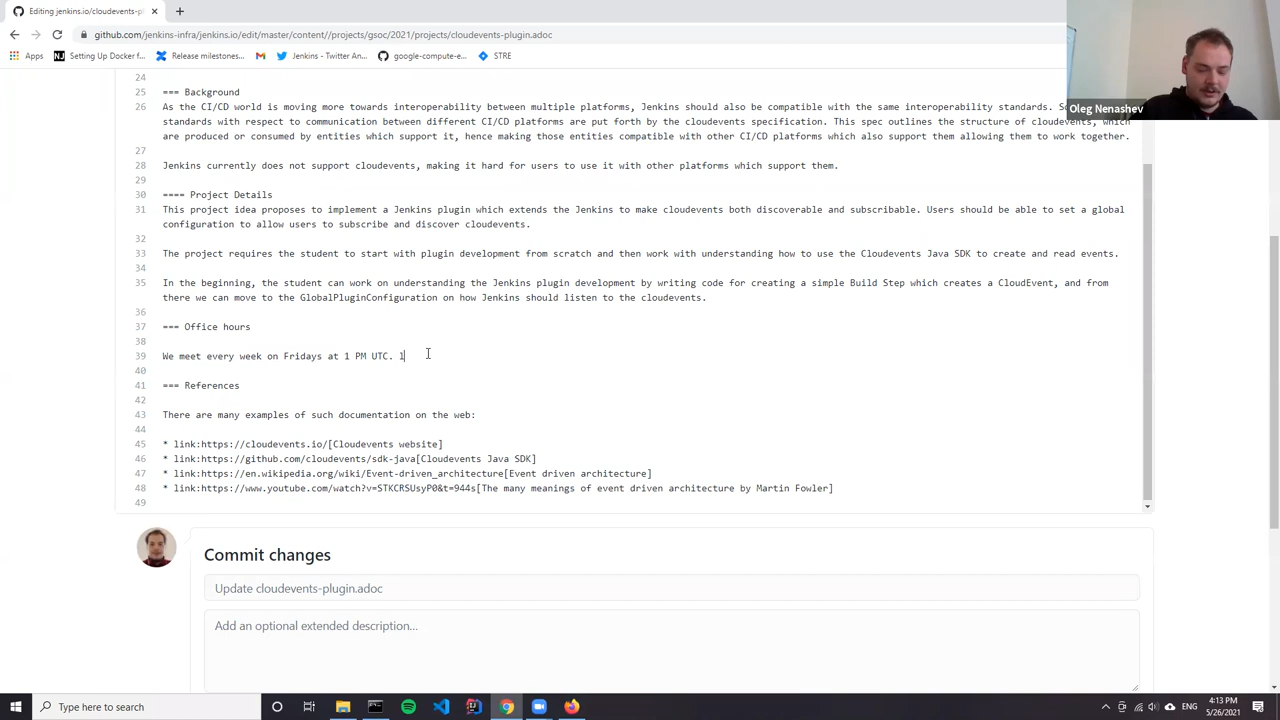 Editing jenkins.io/cloudevents-pl
github.com/jenkins-infra/jenkins.io/edit/master/content//projects/gsoc/2021/projects/cloudevents-plugin.adoc
Apps
Setting Up Docker f...
Release milestones...
Jenkins - Twitter An...
google-compute-e...
STRE
Oleg Nenashev
24
25 === Background
26 As the CI/CD world is moving more towards interoperability between multiple platforms, Jenkins should also be compatible with the same interoperability standards.
standards with respect to communication between different CI/CD platforms are put forth by the cloudevents specification. This spec outlines the structure of cloudevents, which
are produced or consumed by entities which support it, hence making those entities compatible with other CI/CD platforms which also support them allowing them to work together.
27
28 Jenkins currently does not support cloudevents, making it hard for users to use it with other platforms which support them.
29
30 ==== Project Details
31 This project idea proposes to implement a Jenkins plugin which extends the Jenkins to make cloudevents both discoverable and subscribable. Users should be able to set a global
configuration to allow users to subscribe and discover cloudevents.
32
33 The project requires the student to start with plugin development from scratch and then work with understanding how to use the Cloudevents Java SDK to create and read events.
34
35 In the beginning, the student can work on understanding the Jenkins plugin development by writing code for creating a simple Build Step which creates a CloudEvent, and from
there we can move to the GlobalPluginConfiguration on how Jenkins should listen to the cloudevents.
36
37 === Office hours
38
39 We meet every week on Fridays at 1 PM UTC. l
40
41 === References
42
43 There are many examples of such documentation on the web:
44
45 * link:https://cloudevents.io/[Cloudevents website]
46 * link:https://github.com/cloudevents/sdk-java[Cloudevents Java SDK]
47 * link:https://en.wikipedia.org/wiki/Event-driven_architecture[Event driven architecture]
48 * link:https://www.youtube.com/watch?v=STKCRSUsyP0&t=944s[The many meanings of event driven architecture by Martin Fowler]
49
Commit changes
Update cloudevents-plugin.adoc
Add an optional extended description...
Type here to search
ENG
4:13 PM
5/26/2021